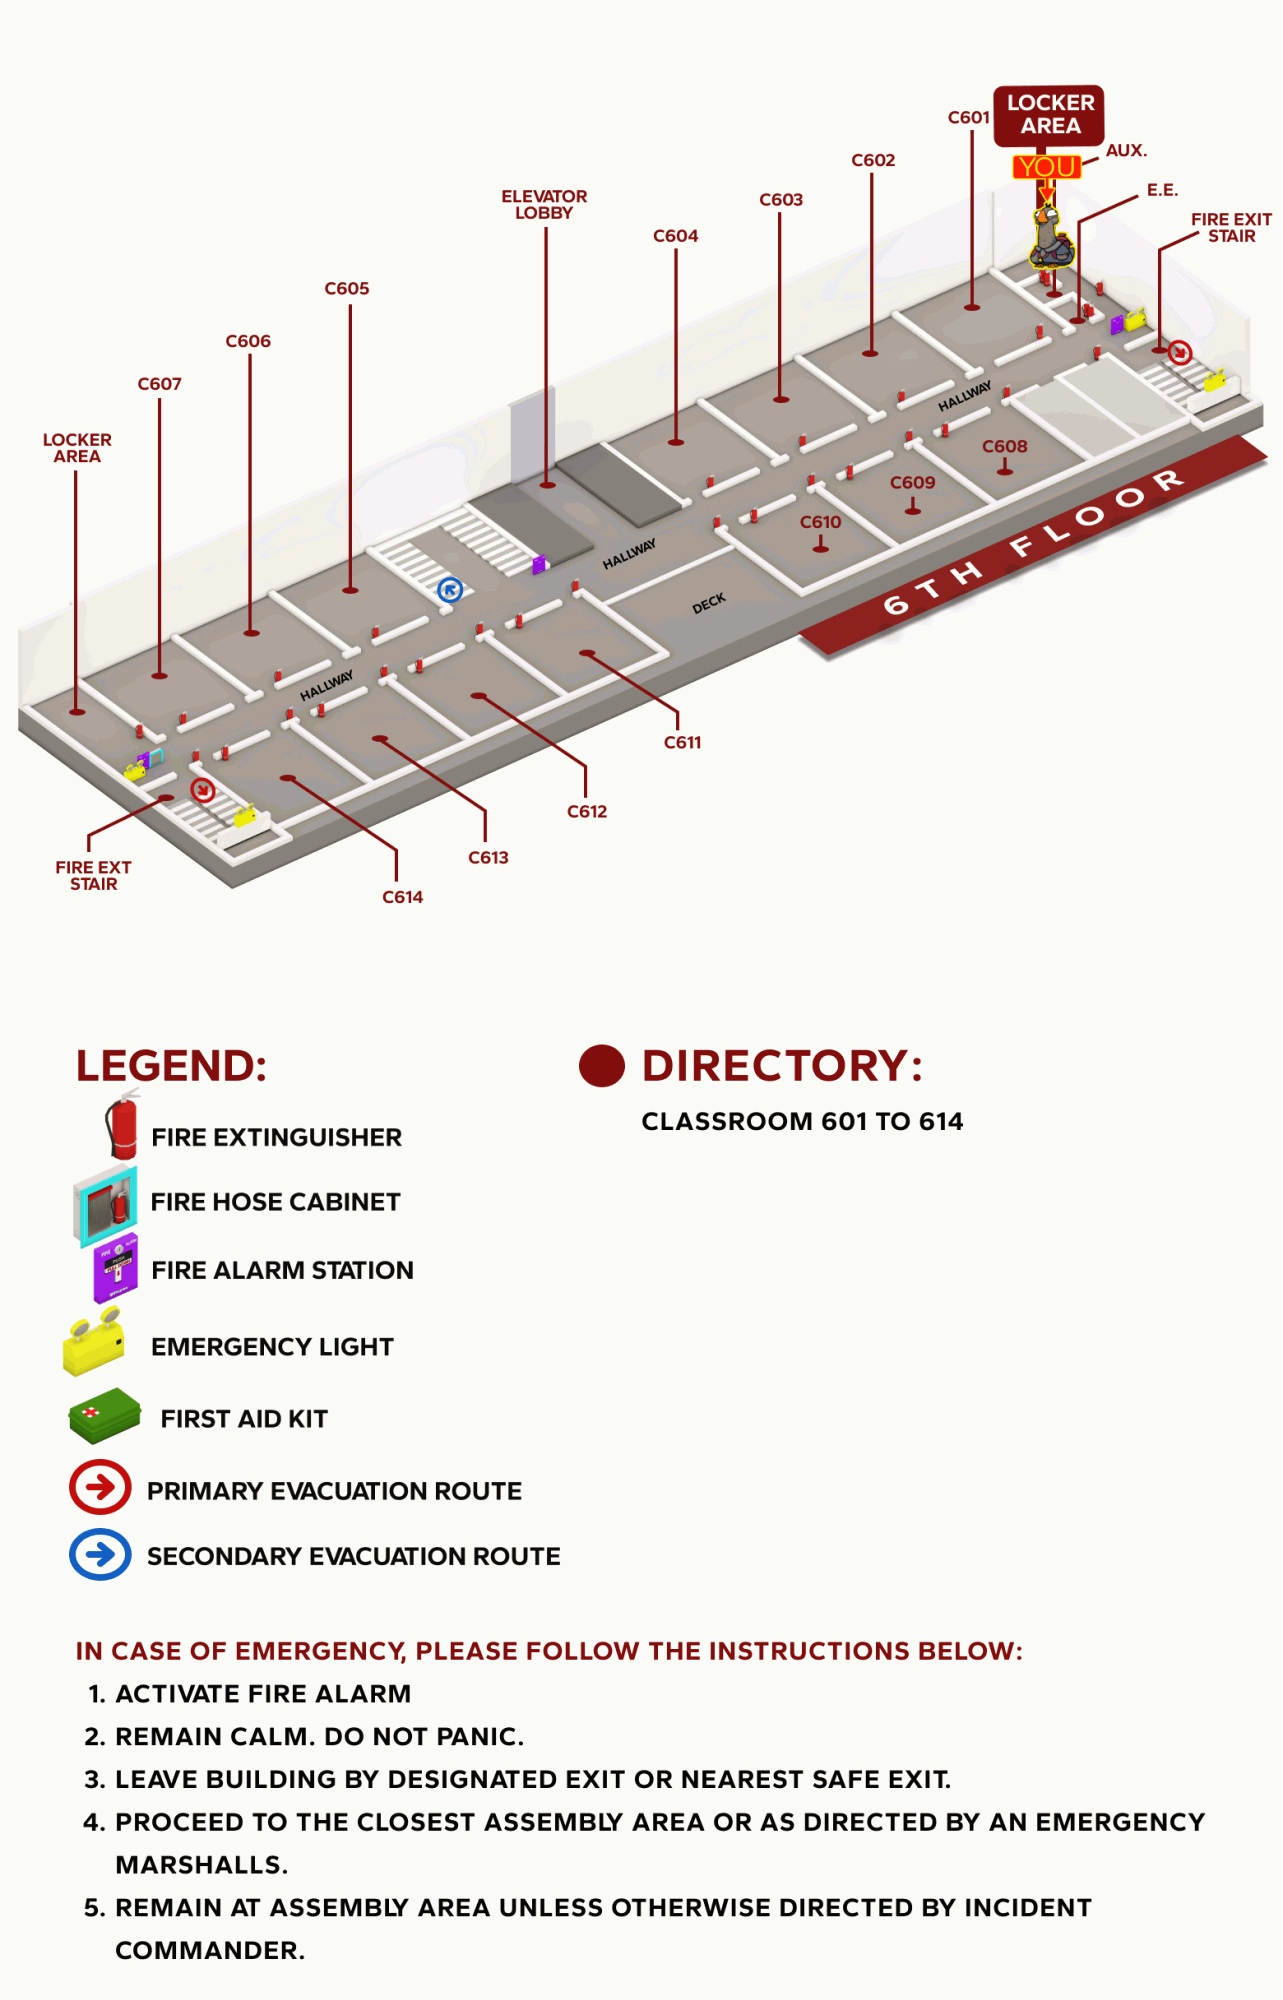 LOCKER
AREA
C601
YOU
AUX.
C602
E.E.
C603
ELEVATOR
LOBBY
FIRE EXIT
STAIR
C604
C605
C606
C607
LOCKER
AREA
HALLWAY
C608
C609
C610
6TH FLOOR
HALLWAY
DECK
HALLWAY
C611
C612
C613
FIRE EXT
STAIR
C614
LEGEND:
FIRE EXTINGUISHER
FIRE HOSE CABINET
FIRE ALARM STATION
EMERGENCY LIGHT
FIRST AID KIT
PRIMARY EVACUATION ROUTE
SECONDARY EVACUATION ROUTE
DIRECTORY:
CLASSROOM 601 TO 614
IN CASE OF EMERGENCY, PLEASE FOLLOW THE INSTRUCTIONS BELOW:
1. ACTIVATE FIRE ALARM
2. REMAIN CALM. DO NOT PANIC.
3. LEAVE BUILDING BY DESIGNATED EXIT OR NEAREST SAFE EXIT.
4. PROCEED TO THE CLOSEST ASSEMBLY AREA OR AS DIRECTED BY AN EMERGENCY
MARSHALLS.
5. REMAIN AT ASSEMBLY AREA UNLESS OTHERWISE DIRECTED BY INCIDENT
COMMANDER.